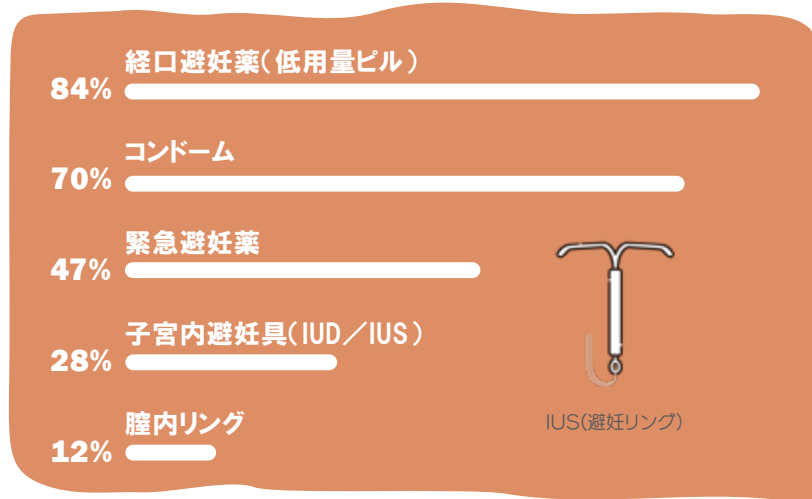 経口避妊薬(低用量ピル)
84%
コンドーム
70%
緊急避妊薬
47%
子宮内避妊具(IUD／IUS)
28%
膣内リング
12%
IUS(避妊リング)